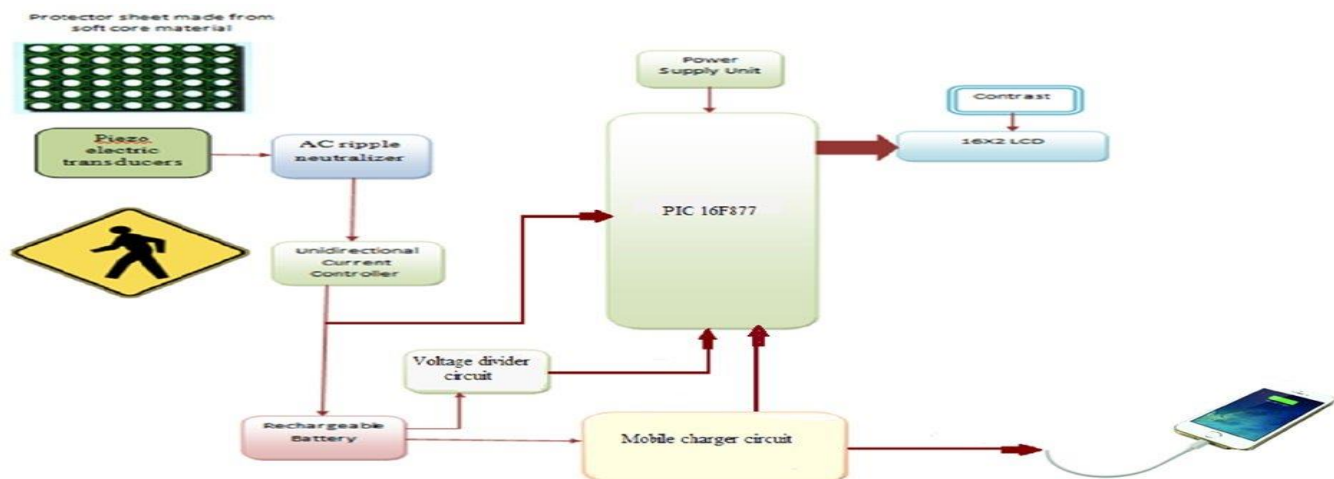 Protector sheet made from
soft core material
Power
Supply Unit
Contrast
Piezo
electric
transducers
AC ripple
neutralizer
16X2 LCD
PIC 16F877
Unidirectional
Current
Controller
Voltage divider
circuit
Rechargeable
Battery
Mobile charger circuit